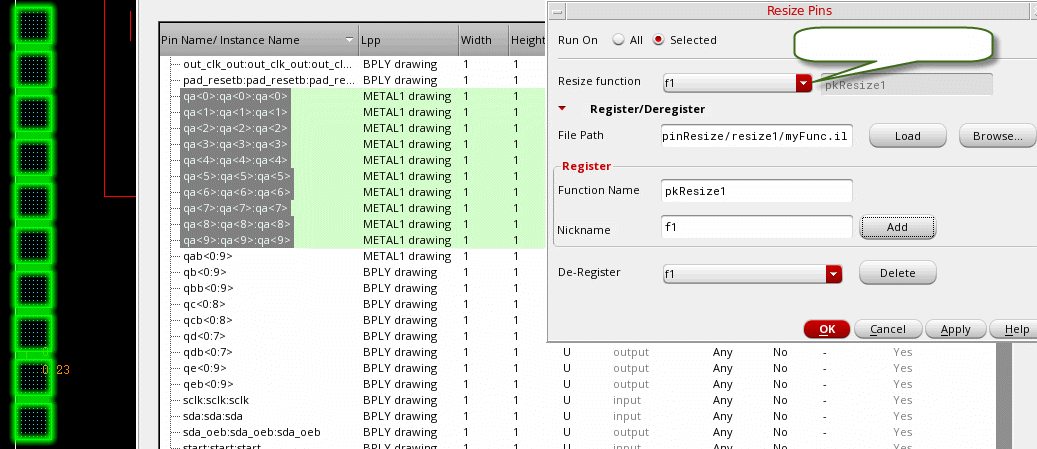 Resize Pins
Run On All Selected
Resize function f1 pkResize1
Register/Deregister
File Path pinResize/resize1/myFunc.il Load Browse...
Register
Function Name pkResize1
Nickname f1 Add
De-Register f1 Delete
OK Cancel Apply Help
Pin Name/ Instance Name Lpp Width Height
out_clk_out:out_clk_out:out_cl... BPLY drawing 1 1
pad_resetb:pad_resetb:pad_re... BPLY drawing 1 1
qa<0>:qa<0>:qa<0> METAL1 drawing 1 1
qa<1>:qa<1>:qa<1> METAL1 drawing 1 1
qa<2>:qa<2>:qa<2> METAL1 drawing 1 1
qa<3>:qa<3>:qa<3> METAL1 drawing 1 1
qa<4>:qa<4>:qa<4> METAL1 drawing 1 1
qa<5>:qa<5>:qa<5> METAL1 drawing 1 1
qa<6>:qa<6>:qa<6> METAL1 drawing 1 1
qa<7>:qa<7>:qa<7> METAL1 drawing 1 1
qa<8>:qa<8>:qa<8> METAL1 drawing 1 1
qa<9>:qa<9>:qa<9> METAL1 drawing 1 1
qab<0:9> METAL1 drawing 1 1
qb<0:9> BPLY drawing 1 1
qbb<0:9> BPLY drawing 1 1
qc<0:8> BPLY drawing 1 1
qcb<0:8> BPLY drawing 1 1
qd<0:7> BPLY drawing 1 1
qdb<0:7> BPLY drawing 1 1 U output Any No - Yes
qe<0:9> BPLY drawing 1 1 U output Any No - Yes
qeb<0:9> BPLY drawing 1 1 U output Any No - Yes
sclk:sclk:sclk BPLY drawing 1 1 U input Any No - Yes
sda:sda:sda BPLY drawing 1 1 U input Any No - Yes
sda_oeb:sda_oeb:sda_oeb BPLY drawing 1 1 U output Any No - Yes
start:start:start BPLY drawing 1 1 U input Any No - Yes